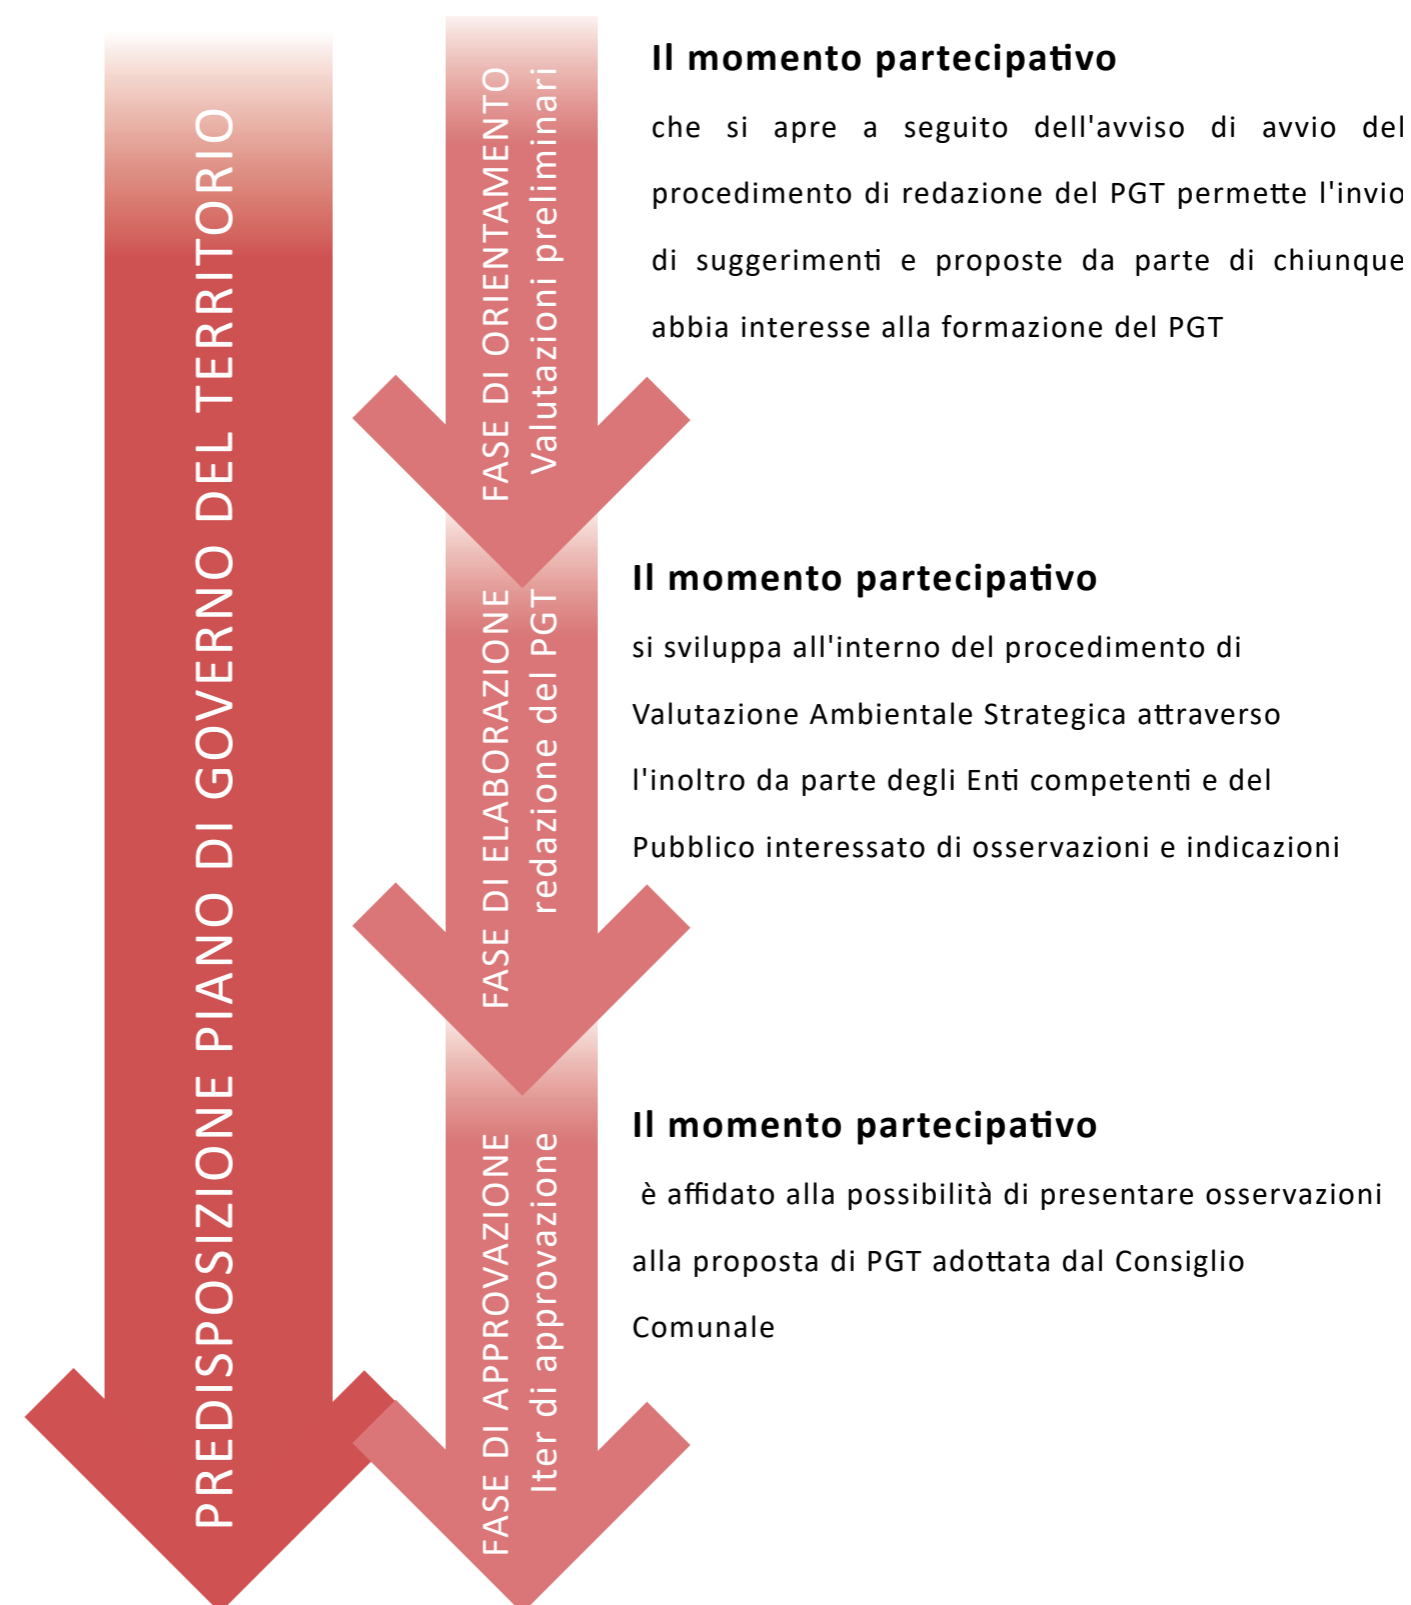 PREDISPOSIZIONE PIANO DI GOVERNO DEL TERRITORIO
FASE DI ORIENTAMENTO
Valutazioni preliminari
Il momento partecipativo
che si apre a seguito dell'avviso di avvio del
procedimento di redazione del PGT permette l'invio
di suggerimenti e proposte da parte di chiunque
abbia interesse alla formazione del PGT
FASE DI ELABORAZIONE
redazione del PGT
Il momento partecipativo
si sviluppa all'interno del procedimento di
Valutazione Ambientale Strategica attraverso
l'inoltro da parte degli Enti competenti e del
Pubblico interessato di osservazioni e indicazioni
FASE DI APPROVAZIONE
Iter di approvazione
Il momento partecipativo
è affidato alla possibilità di presentare osservazioni
alla proposta di PGT adottata dal Consiglio
Comunale